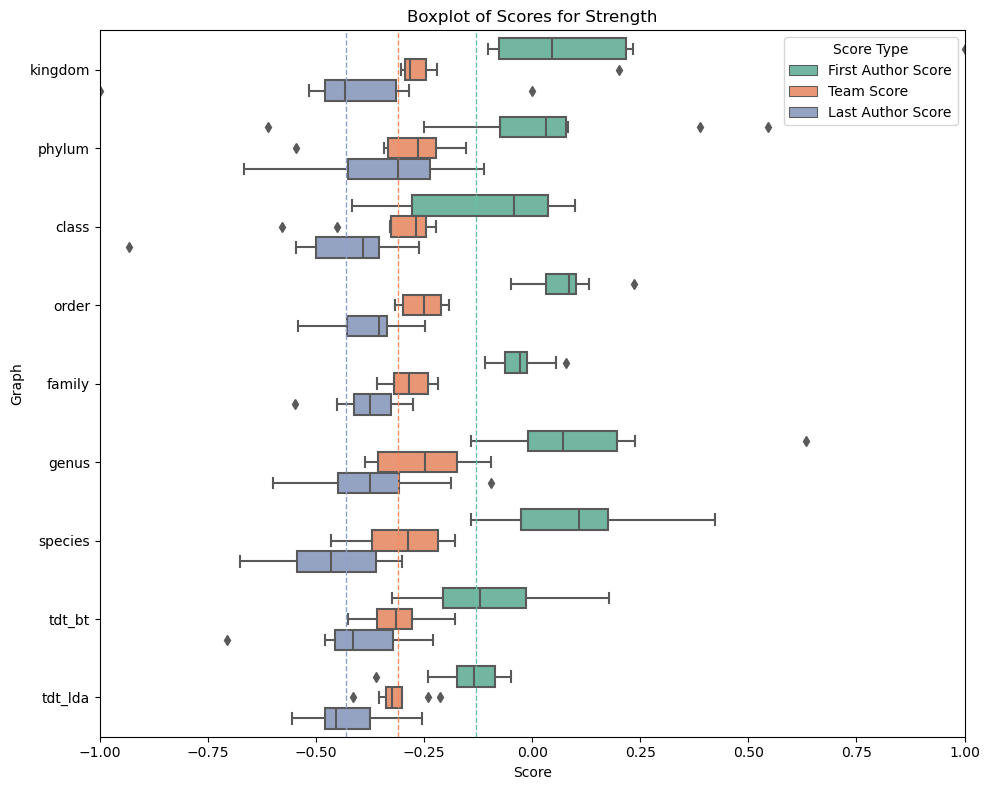 Boxplot of Scores for Strength
Score Type
First Author Score
Team Score
Last Author Score
Graph
kingdom
phylum
class
order
family
genus
species
tdt_bt
tdt_lda
−1.00 −0.75 −0.50 −0.25 0.00 0.25 0.50 0.75 1.00
Score